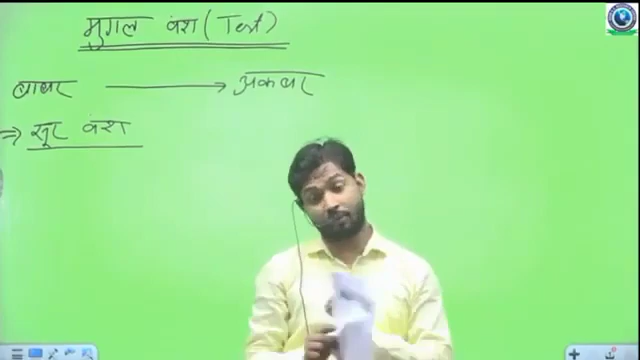 मुगल वंश (Test)
बाबर → अकबर
⇒ सूर वंश